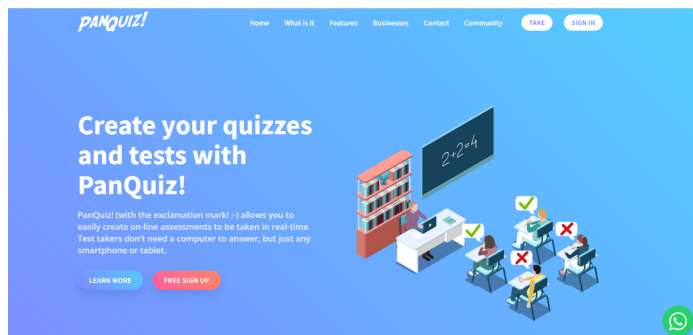 PANQUIZ!
Home What is it Features Businesses Contact Community TAKE SIGN IN
Create your quizzes
and tests with
PanQuiz!
2+2=4
PanQuiz! (with the exclamation mark! ;-) allows you to
easily create on-line assessments to be taken in real-time.
Test takers don't need a computer to answer, but just any
smartphone or tablet.
LEARN MORE FREE SIGN UP